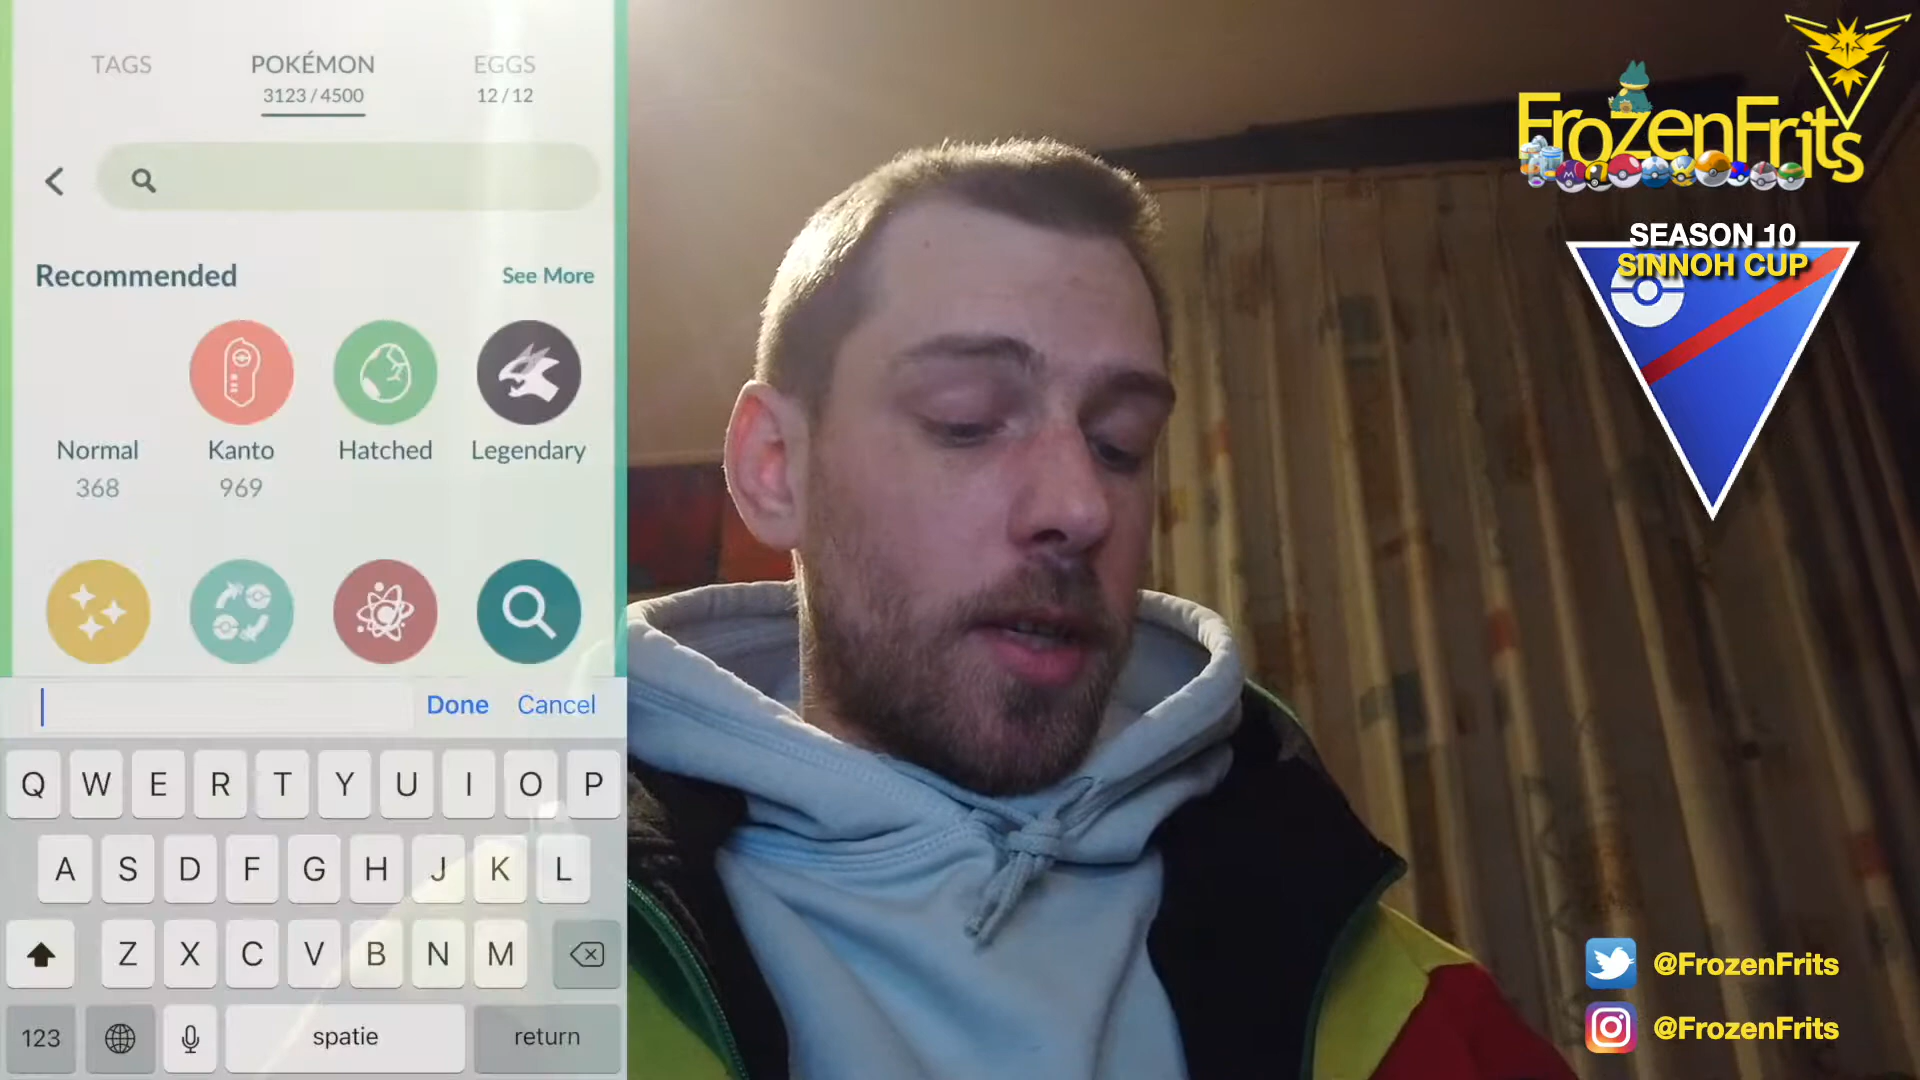 TAGS
POKÉMON
3123 / 4500
EGGS
12 / 12
Recommended
See More
Normal
368
Kanto
969
Hatched
Legendary
Done
Cancel
Q W E R T Y U I O P
A S D F G H J K L
Z X C V B N M
123
spatie
return
FrozenFrits
SEASON 10
SINNOH CUP
@FrozenFrits
@FrozenFrits